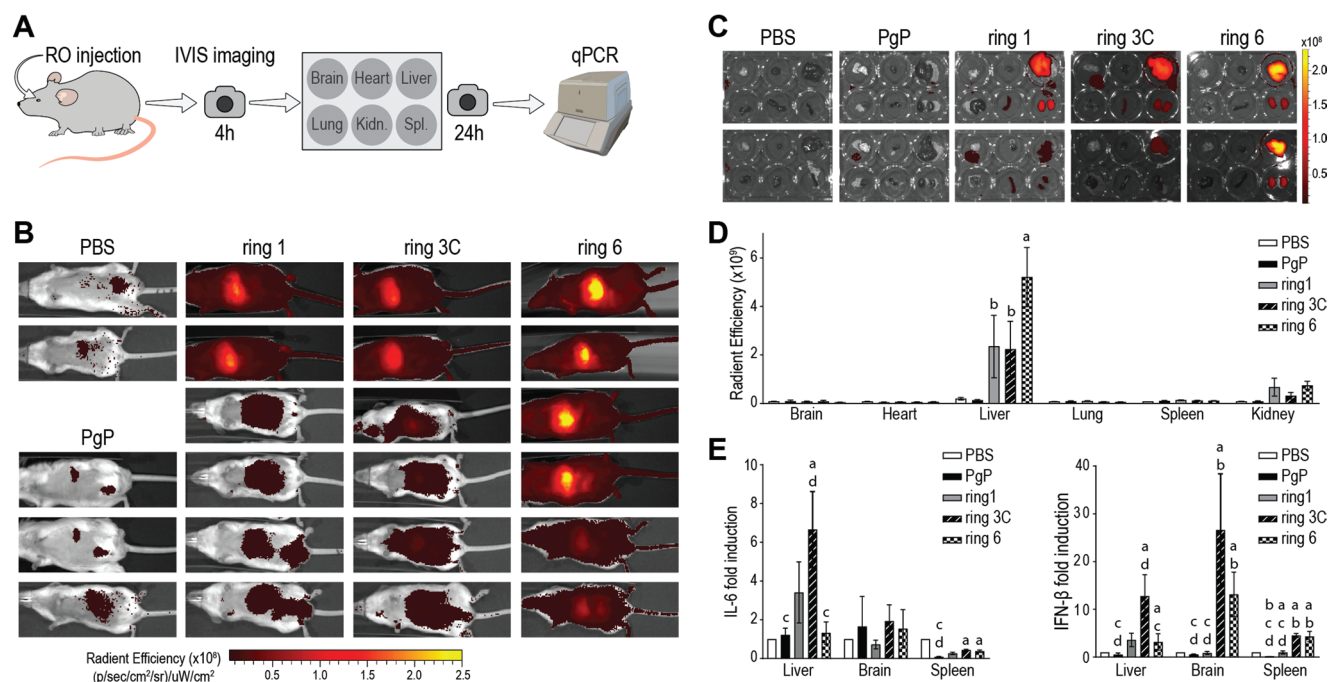 A
RO injection
IVIS imaging
qPCR
Brain Heart Liver
Lung Kidn. Spl.
4h
24h
B
PBS ring 1 ring 3C ring 6
PgP
Radient Efficiency (x10⁸)
(p/sec/cm²/sr)/uW/cm²
0.5 1.0 1.5 2.0 2.5
C
PBS PgP ring 1 ring 3C ring 6
x10⁸
2.0
1.5
1.0
0.5
D
Radient Efficiency (x10⁹)
6
4
2
0
b b a
Brain Heart Liver Lung Spleen Kidney
PBS
PgP
ring1
ring 3C
ring 6
E
IL-6 fold induction
10
8
6
4
2
0
a
d
c c
c
d a a
Liver Brain Spleen
PBS
PgP
ring1
ring 3C
ring 6
IFN-β fold induction
40
30
20
10
0
a
b
a
b
a
d
a
c
c c
d d
c c
d d
b a a a
c c b b
d d c c
Liver Brain Spleen
PBS
PgP
ring1
ring 3C
ring 6